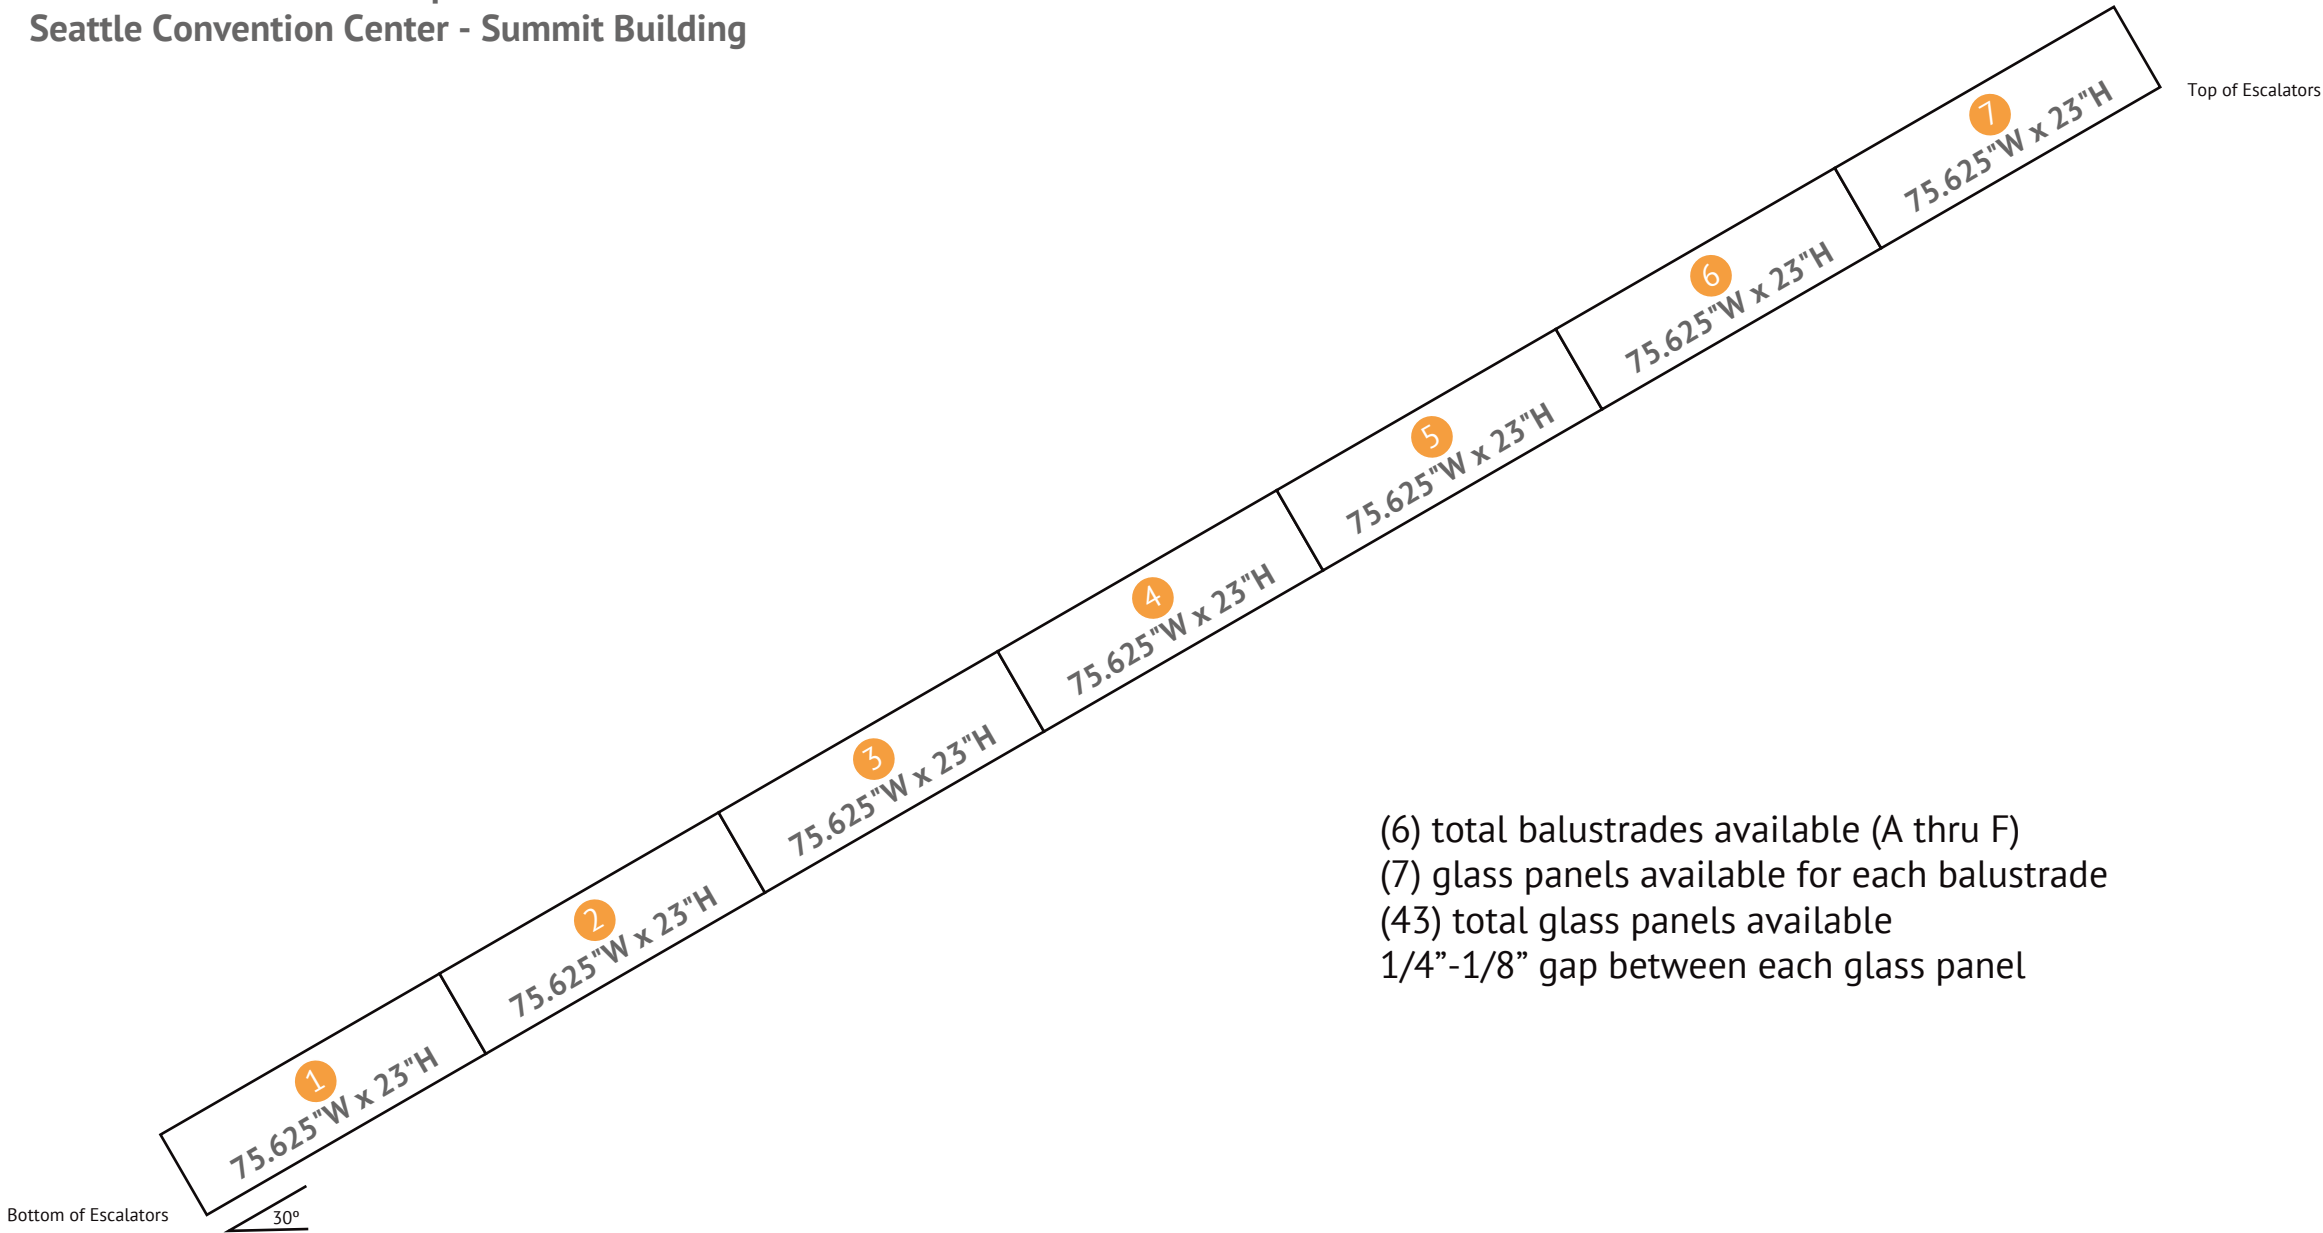 Seattle Convention Center - Summit Building
Top of Escalators
7
75.625"W x 23"H
6
75.625"W x 23"H
5
75.625"W x 23"H
4
75.625"W x 23"H
3
75.625"W x 23"H
2
75.625"W x 23"H
1
75.625"W x 23"H
(6) total balustrades available (A thru F)
(7) glass panels available for each balustrade
(43) total glass panels available
1/4”-1/8” gap between each glass panel
Bottom of Escalators
30º